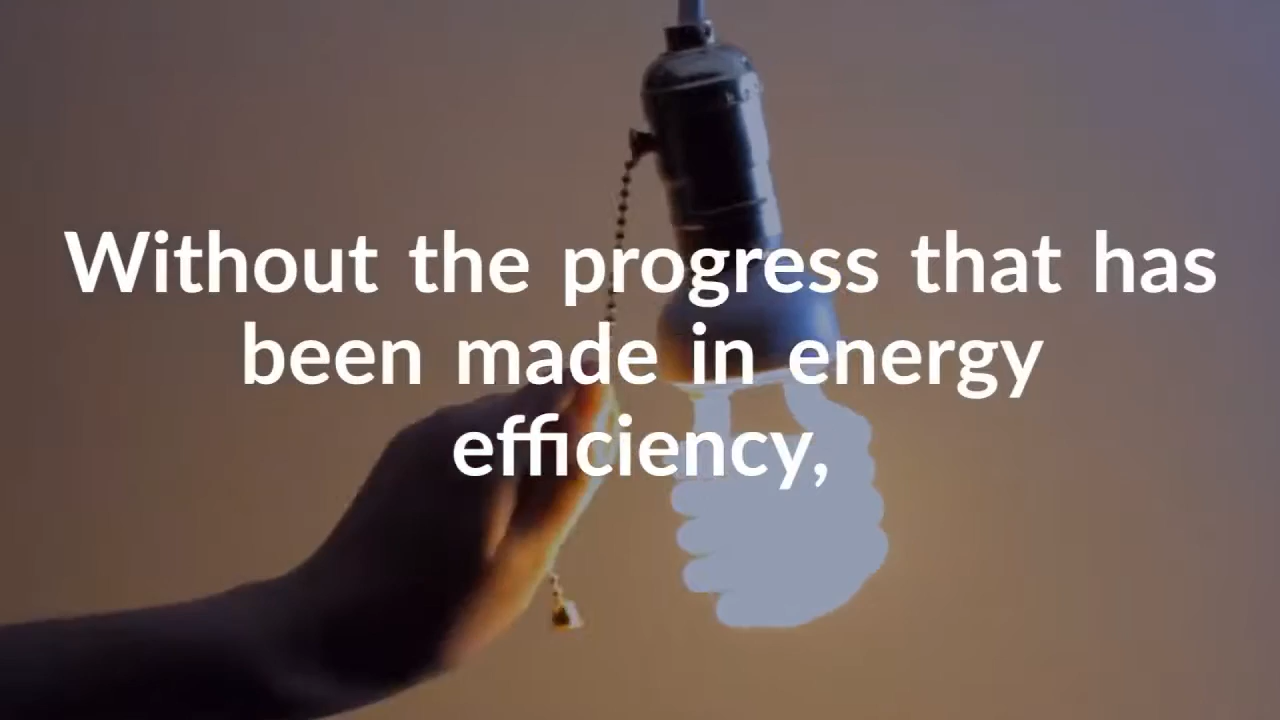 Without the progress that has
been made in energy
efficiency,